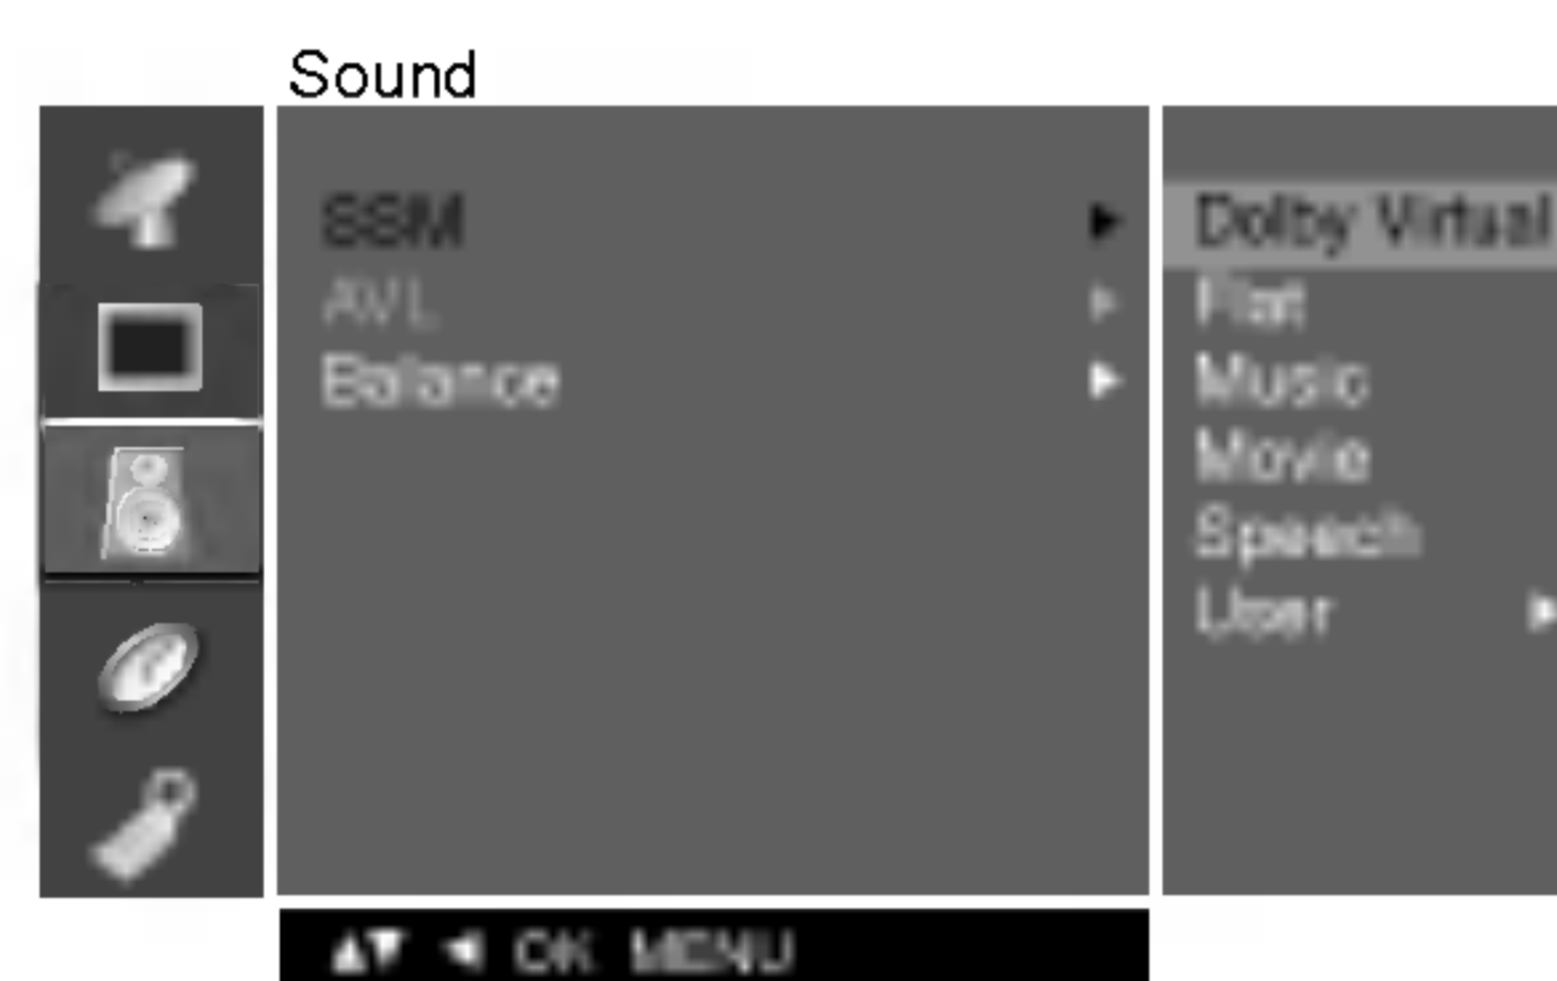 Sound
SSM
AVL
Balance
Dolby Virtual
Flat
Music
Movie
Speech
User
OK MENU